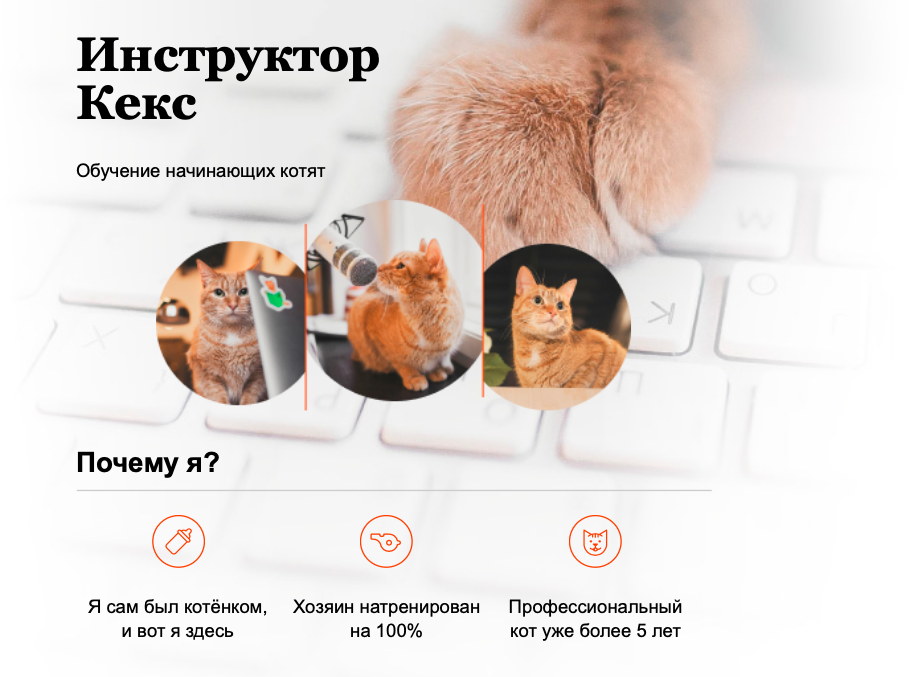 Инструктор
Кекс
Обучение начинающих котят
Почему я?
Я сам был котёнком,
и вот я здесь
Хозяин натренирован
на 100%
Профессиональный
кот уже более 5 лет